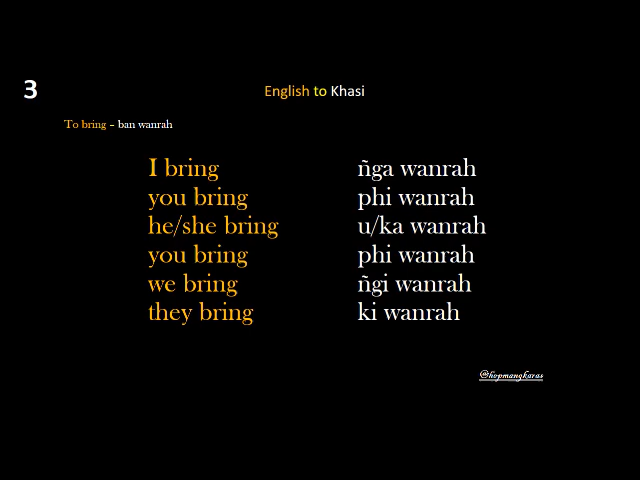 3
English to Khasi
To bring – ban wanrah
I bring ñga wanrah
you bring phi wanrah
he/she bring u/ka wanrah
you bring phi wanrah
we bring ñgi wanrah
they bring ki wanrah
@hopmangkaras